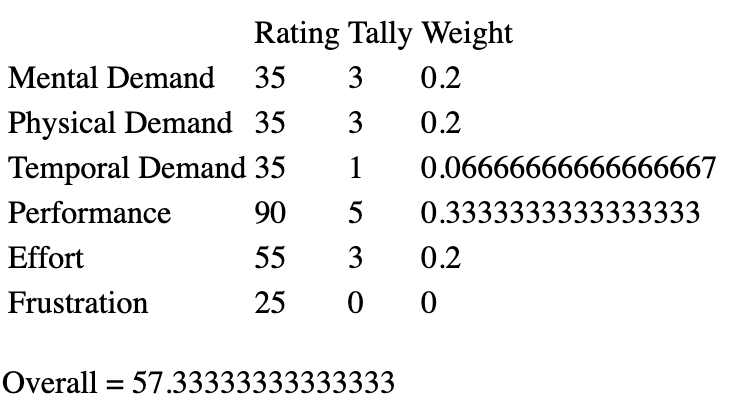 Rating Tally Weight
Mental Demand 35 3 0.2
Physical Demand 35 3 0.2
Temporal Demand 35 1 0.06666666666666667
Performance 90 5 0.3333333333333333
Effort 55 3 0.2
Frustration 25 0 0
Overall = 57.33333333333333